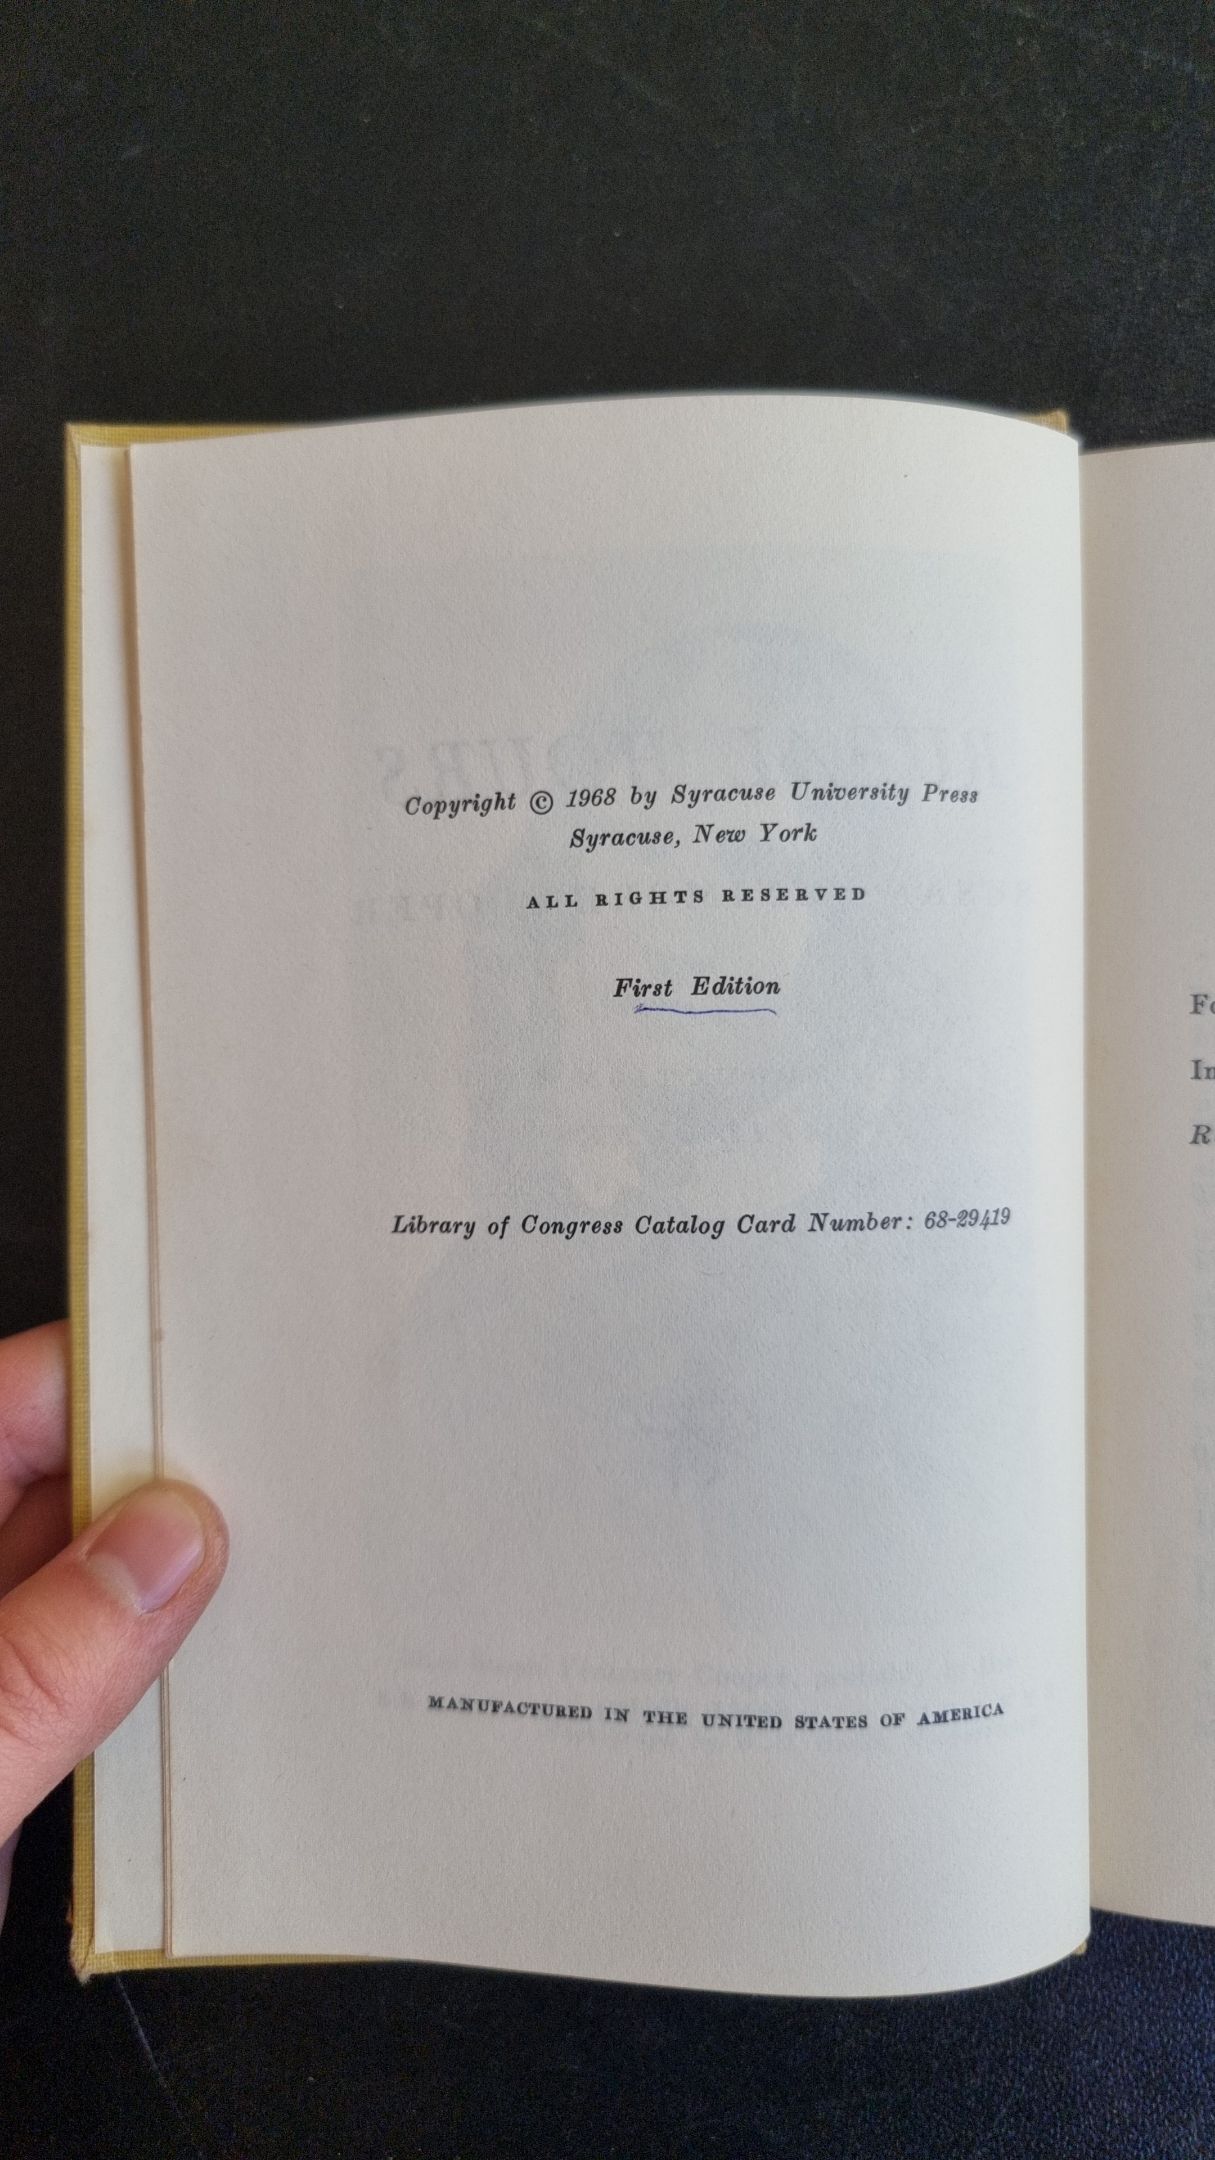 Copyright © 1968 by Syracuse University Press
Syracuse, New York
ALL RIGHTS RESERVED
First Edition
Library of Congress Catalog Card Number: 68-29419
MANUFACTURED IN THE UNITED STATES OF AMERICA